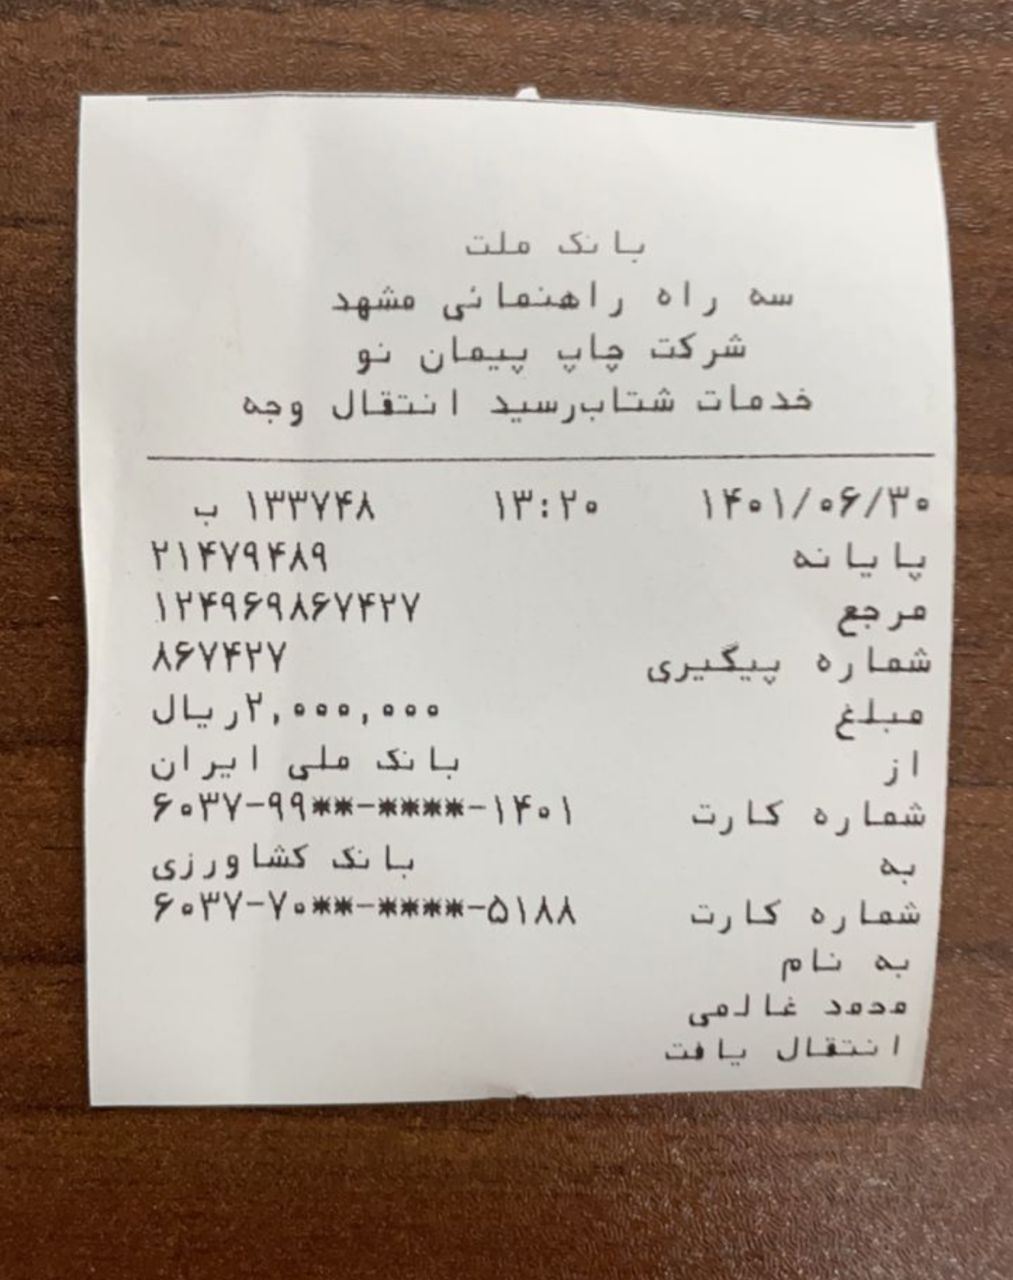 بانک ملت
سه راه راهنمائی مشهد
شرکت چاپ پیمان نو
خدمات شتاب‌رسید انتقال وجه
۱۴۰۱/۰۶/۳۰ ۱۳:۲۰ ۱۳۳۷۴۸ ب
پایانه ۲۱۴۷۹۴۸۹
مرجع ۱۲۴۹۶۹۸۶۷۴۲۷
شماره پیگیری ۸۶۷۴۲۷
مبلغ ۲,۰۰۰,۰۰۰ریال
از بانک ملی ایران
شماره کارت ۶۰۳۷-۹۹**-****-۱۴۰۱
به بانک کشاورزی
شماره کارت ۶۰۳۷-۷۰**-****-۵۱۸۸
به نام
محمد غالمی
انتقال یافت